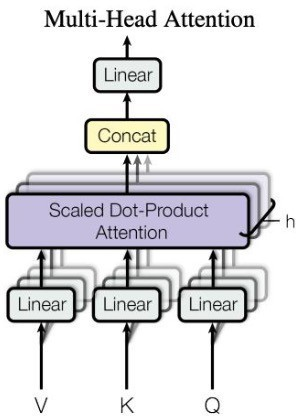 Multi-Head Attention
Linear
Concat
Scaled Dot-Product
Attention
h
Linear Linear Linear
V K Q